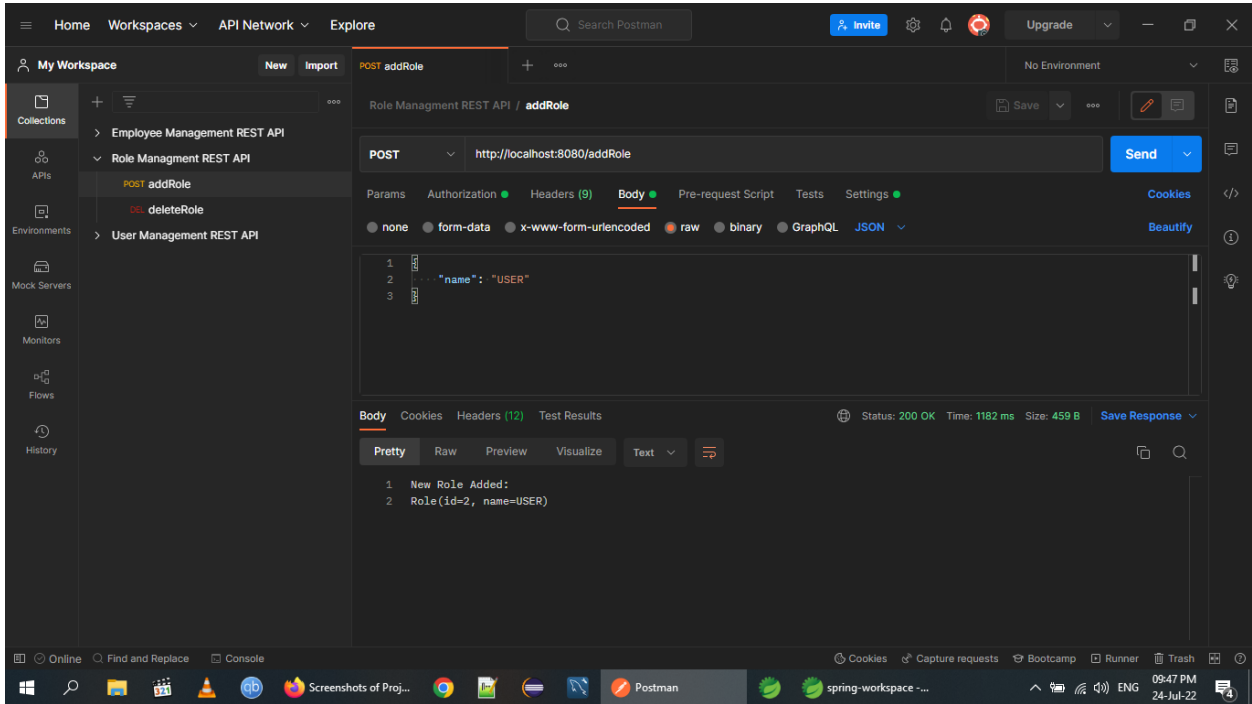 Home Workspaces API Network Explore Search Postman Invite Upgrade
My Workspace New Import POST addRole No Environment
Collections
APIs
Environments
Mock Servers
Monitors
Flows
History
Employee Management REST API
Role Managment REST API
POST addRole
DEL deleteRole
User Management REST API
Role Managment REST API / addRole Save
POST http://localhost:8080/addRole Send
Params Authorization Headers (9) Body Pre-request Script Tests Settings Cookies
none form-data x-www-form-urlencoded raw binary GraphQL JSON Beautify
1 {
2 ····"name":·"USER"
3 }
Body Cookies Headers (12) Test Results Status: 200 OK Time: 1182 ms Size: 459 B Save Response
Pretty Raw Preview Visualize Text
1 New Role Added:
2 Role(id=2, name=USER)
Online Find and Replace Console Cookies Capture requests Bootcamp Runner Trash
321 qb Screenshots of Proj... Postman spring-workspace -... ENG 09:47 PM
24-Jul-22 4